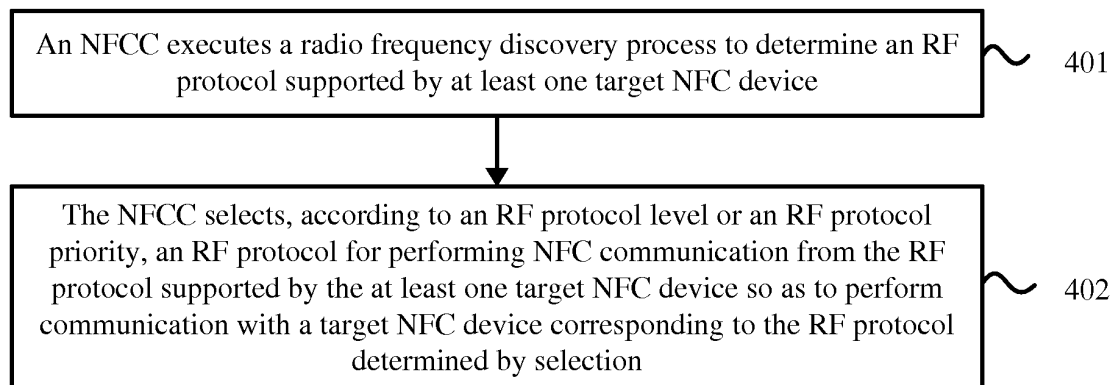 An NFCC executes a radio frequency discovery process to determine an RF
protocol supported by at least one target NFC device
401
The NFCC selects, according to an RF protocol level or an RF protocol
priority, an RF protocol for performing NFC communication from the RF
protocol supported by the at least one target NFC device so as to perform
communication with a target NFC device corresponding to the RF protocol
determined by selection
402